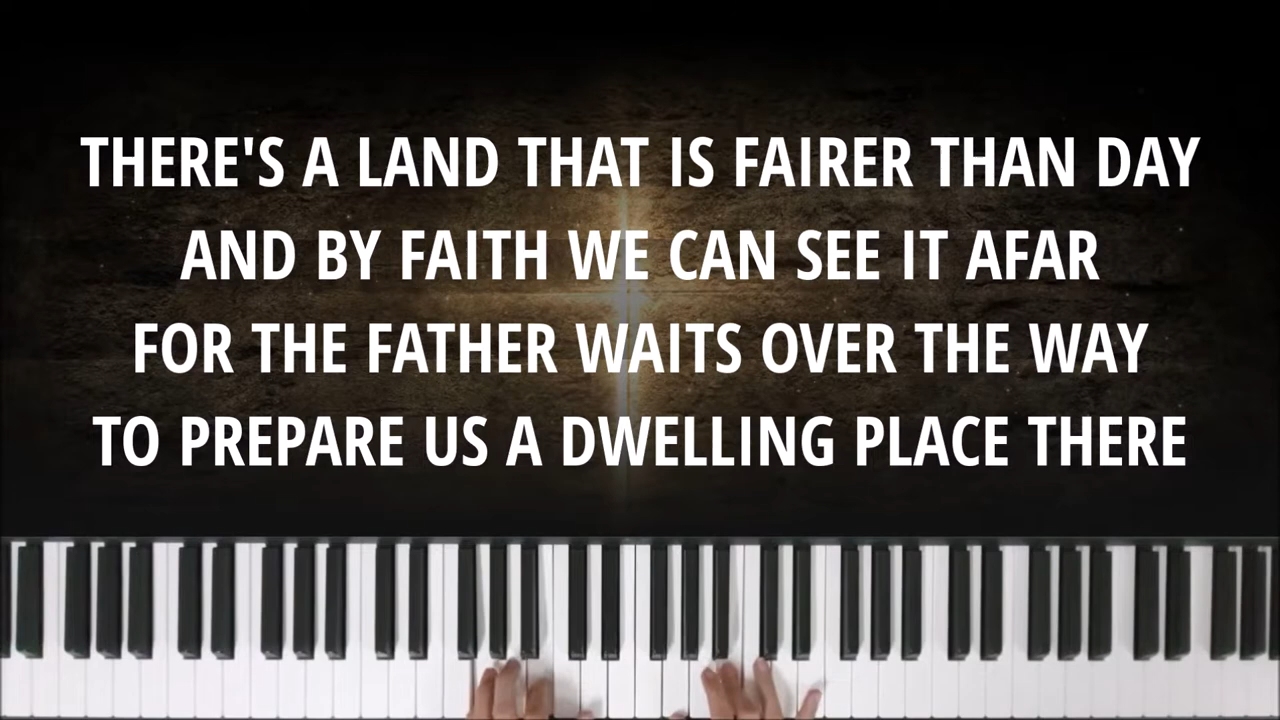 THERE'S A LAND THAT IS FAIRER THAN DAY
AND BY FAITH WE CAN SEE IT AFAR
FOR THE FATHER WAITS OVER THE WAY
TO PREPARE US A DWELLING PLACE THERE